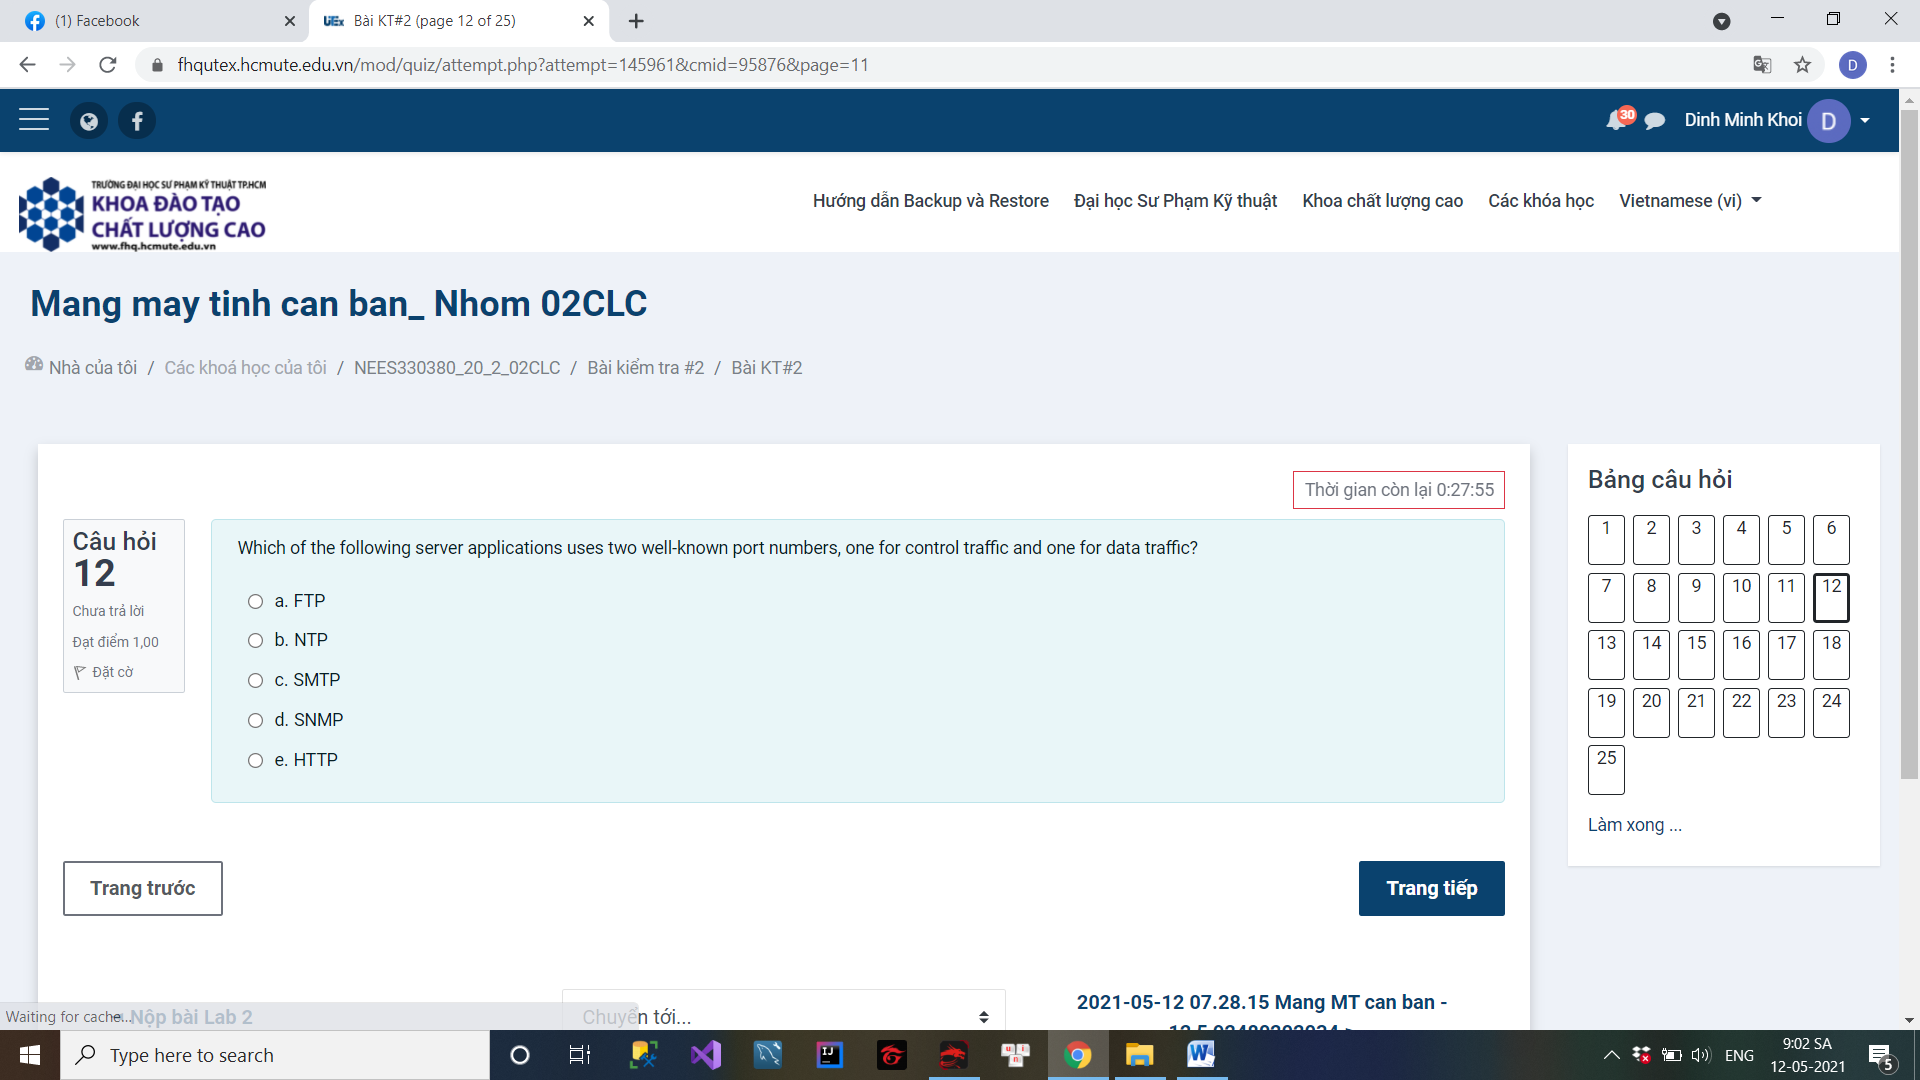 (1) Facebook
UEx Bài KT#2 (page 12 of 25)
fhqutex.hcmute.edu.vn/mod/quiz/attempt.php?attempt=145961&cmid=95876&page=11
D
30
Dinh Minh Khoi D
TRƯỜNG ĐẠI HỌC SƯ PHẠM KỸ THUẬT TP.HCM
KHOA ĐÀO TẠO
CHẤT LƯỢNG CAO
www.fhq.hcmute.edu.vn
Hướng dẫn Backup và Restore Đại học Sư Phạm Kỹ thuật Khoa chất lượng cao Các khóa học Vietnamese (vi)
Mang may tinh can ban_ Nhom 02CLC
Nhà của tôi / Các khoá học của tôi / NEES330380_20_2_02CLC / Bài kiểm tra #2 / Bài KT#2
Thời gian còn lại 0:27:55
Câu hỏi
12
Chưa trả lời
Đạt điểm 1,00
Đặt cờ
Which of the following server applications uses two well-known port numbers, one for control traffic and one for data traffic?
a. FTP
b. NTP
c. SMTP
d. SNMP
e. HTTP
Trang trước
Trang tiếp
Bảng câu hỏi
1 2 3 4 5 6
7 8 9 10 11 12
13 14 15 16 17 18
19 20 21 22 23 24
25
Làm xong ...
Nộp bài Lab 2
Chuyển tới...
2021-05-12 07.28.15 Mang MT can ban -
Waiting for cache...
Type here to search
IJ
W
ENG
9:02 SA
12-05-2021
5